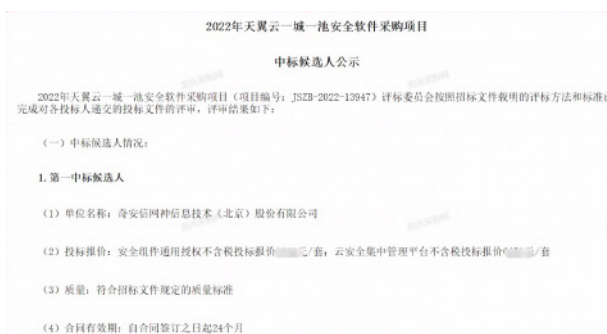 2022年天翼云一城一池安全软件采购项目
中标候选人公示
2022年天翼云一城一池安全软件采购项目(项目编号:JSZB-2022-13947)评标委员会按照招标文件载明的评标方法和标准
完成对各投标人递交的投标文件的评审,评审结果如下:
(一)中标候选人情况:
1.第一中标候选人
(1)单位名称:奇安信网神信息技术(北京)股份有限公司
(2)投标报价:安全组件通用授权不含税投标报价 /套,云安全集中管理平台不含税投标报价 /套
(3)质量:符合招标文件规定的质量标准
(4)合同有效期:自合同签订之日起24个月